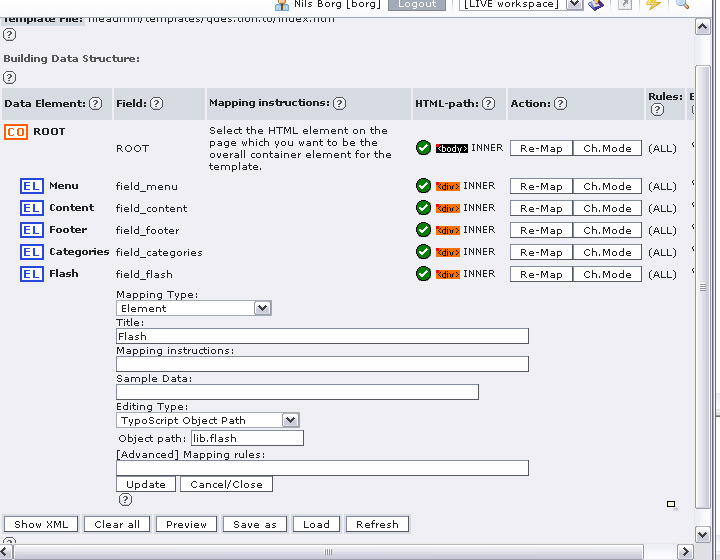 Nils Borg [borg] Logout [LIVE workspace]
Template File: fileadmin/templates/ques.tion.to/index.htm
Building Data Structure:
Data Element: Field: Mapping instructions: HTML-path: Action: Rules: E
CO ROOT ROOT Select the HTML element on the
page which you want to be the
overall container element for the
template. <body> INNER Re-Map Ch.Mode (ALL)
EL Menu field_menu <div> INNER Re-Map Ch.Mode (ALL)
EL Content field_content <div> INNER Re-Map Ch.Mode (ALL)
EL Footer field_footer <div> INNER Re-Map Ch.Mode (ALL)
EL Categories field_categories <div> INNER Re-Map Ch.Mode (ALL)
EL Flash field_flash <div> INNER Re-Map Ch.Mode (ALL)
Mapping Type:
Element
Title:
Flash
Mapping instructions:
Sample Data:
Editing Type:
TypoScript Object Path
Object path: lib.flash
[Advanced] Mapping rules:
Update Cancel/Close
Show XML Clear all Preview Save as Load Refresh